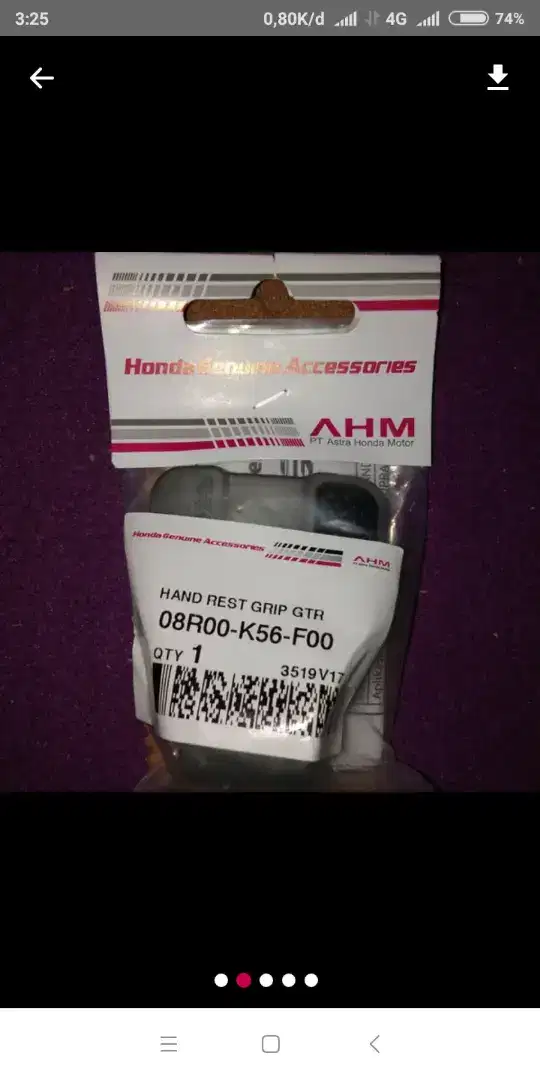 3:25 0,80K/d 4G 74%
Honda Genuine Accessories
AHM
PT Astra Honda Motor
Honda Genuine Accessories
AHM
HAND REST GRIP GTR
08R00-K56-F00
QTY 1
3519V17
Aplik